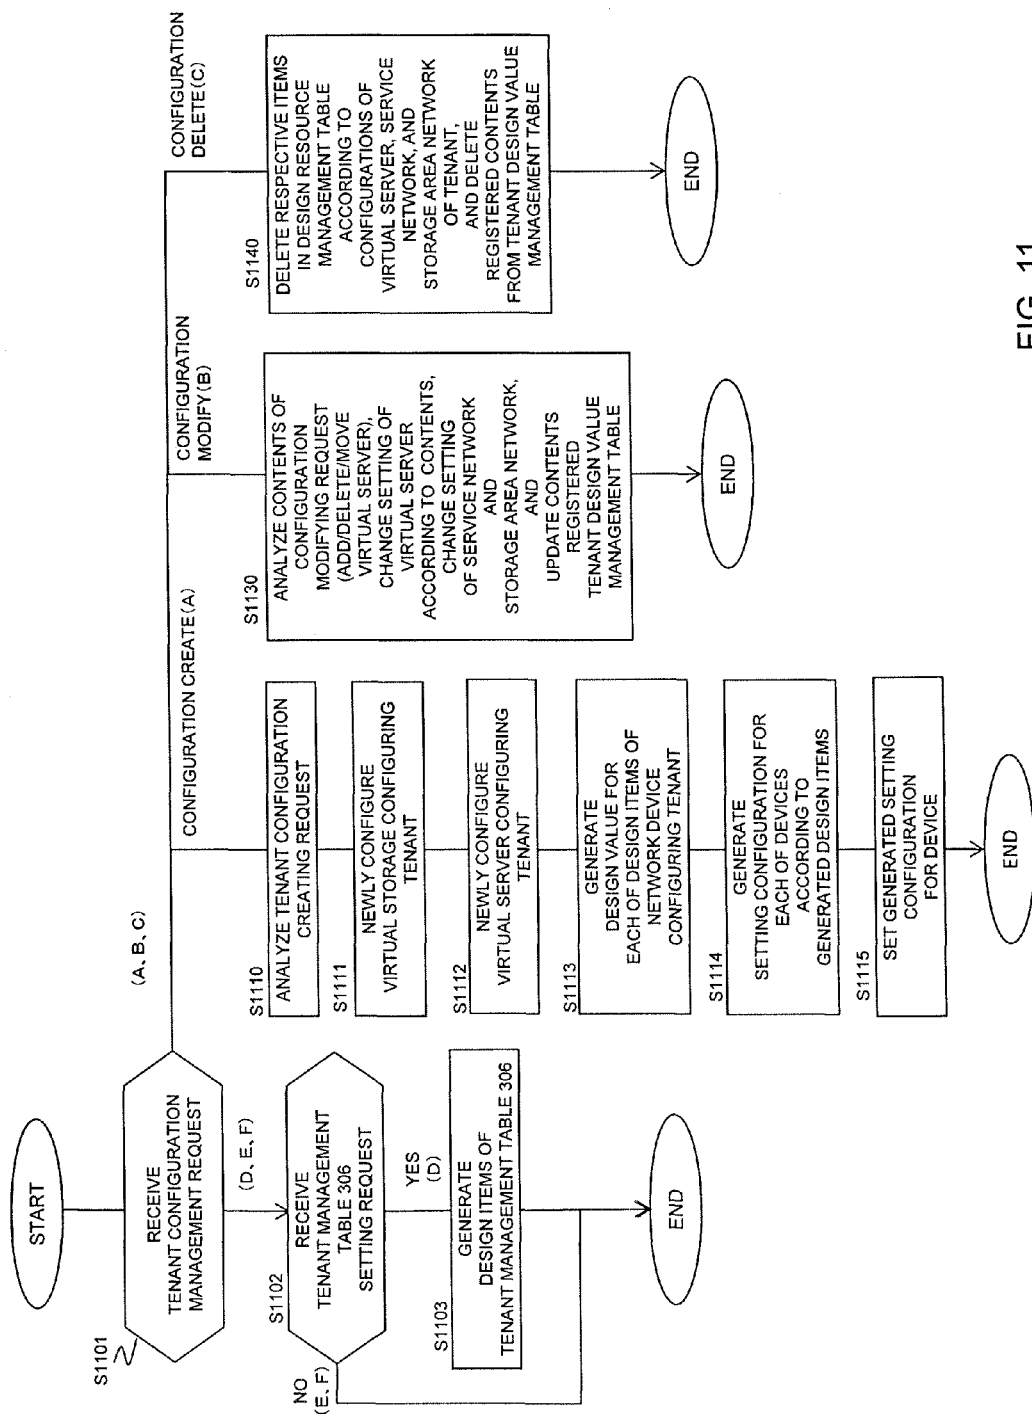 START
S1101
RECEIVE
TENANT CONFIGURATION
MANAGEMENT REQUEST
(A, B, C)
(D, E, F)
S1102
RECEIVE
TENANT MANAGEMENT
TABLE 306
SETTING REQUEST
NO
(E, F)
YES
(D)
S1103
GENERATE
DESIGN ITEMS OF
TENANT MANAGEMENT TABLE 306
END
CONFIGURATION CREATE(A)
S1110
ANALYZE TENANT CONFIGURATION
CREATING REQUEST
S1111
NEWLY CONFIGURE
VIRTUAL STORAGE CONFIGURING
TENANT
S1112
NEWLY CONFIGURE
VIRTUAL SERVER CONFIGURING
TENANT
S1113
GENERATE
DESIGN VALUE FOR
EACH OF DESIGN ITEMS OF
NETWORK DEVICE
CONFIGURING TENANT
S1114
GENERATE
SETTING CONFIGURATION FOR
EACH OF DEVICES
ACCORDING TO
GENERATED DESIGN ITEMS
S1115
SET GENERATED SETTING
CONFIGURATION
FOR DEVICE
END
CONFIGURATION
MODIFY(B)
S1130
ANALYZE CONTENTS OF
CONFIGURATION
MODIFYING REQUEST
(ADD/DELETE/MOVE
VIRTUAL SERVER),
CHANGE SETTING OF
VIRTUAL SERVER
ACCORDING TO CONTENTS,
CHANGE SETTING
OF SERVICE NETWORK
AND
STORAGE AREA NETWORK,
AND
UPDATE CONTENTS
REGISTERED
TENANT DESIGN VALUE
MANAGEMENT TABLE
END
CONFIGURATION
DELETE(C)
S1140
DELETE RESPECTIVE ITEMS
IN DESIGN RESOURCE
MANAGEMENT TABLE
ACCORDING TO
CONFIGURATIONS OF
VIRTUAL SERVER, SERVICE
NETWORK, AND
STORAGE AREA NETWORK
OF TENANT,
AND DELETE
REGISTERED CONTENTS
FROM TENANT DESIGN VALUE
MANAGEMENT TABLE
END
FIG. 11